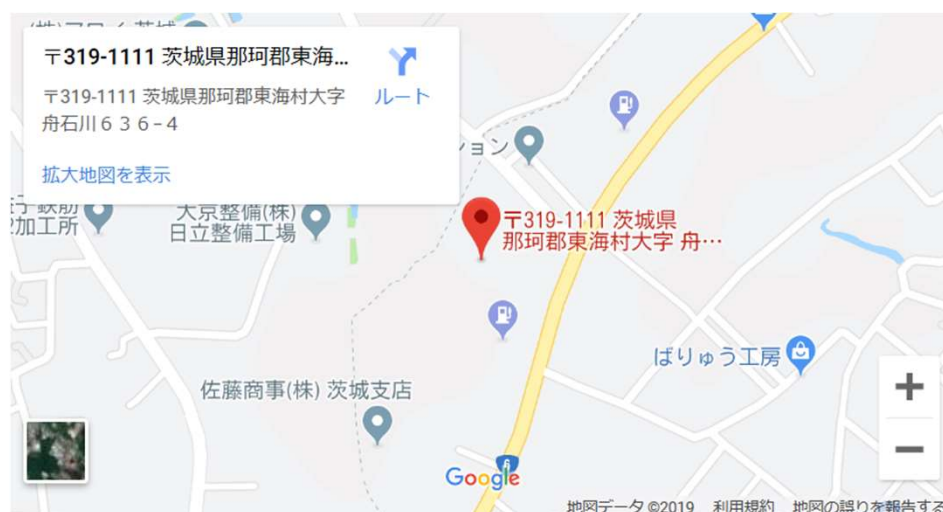 〒319-1111 茨城県那珂郡東海...
〒319-1111 茨城県那珂郡東海村大字
舟石川６３６−４
ルート
拡大地図を表示
ション
鉄筋
加工所
大京整備(株)
日立整備工場
〒319-1111 茨城県
那珂郡東海村大字 舟…
ばりゅう工房
佐藤商事(株) 茨城支店
6
Google
地図データ ©2019 利用規約 地図の誤りを報告する